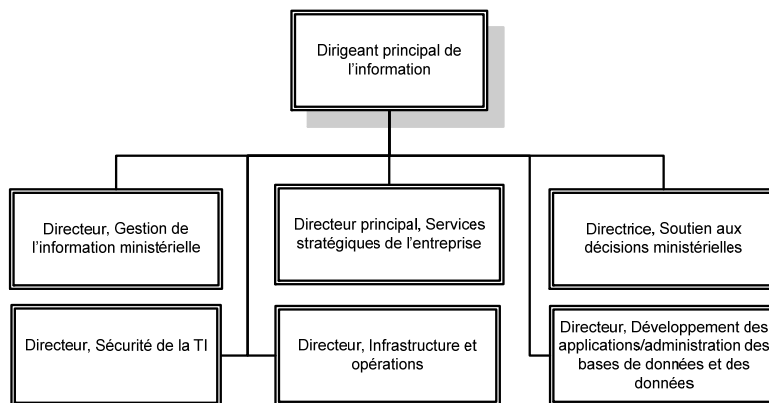 Dirigeant principal de
l'information
Directeur, Gestion de
l'information ministérielle
Directeur principal, Services
stratégiques de l'entreprise
Directrice, Soutien aux
décisions ministérielles
Directeur, Sécurité de la TI
Directeur, Infrastructure et
opérations
Directeur, Développement des
applications/administration des
bases de données et des
données